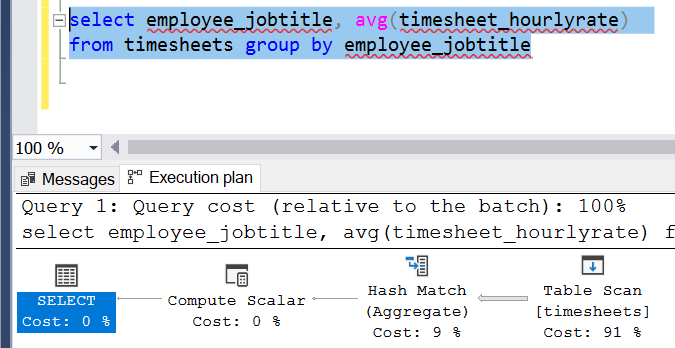 select employee_jobtitle, avg(timesheet_hourlyrate)
from timesheets group by employee_jobtitle
100 %
Messages Execution plan
Query 1: Query cost (relative to the batch): 100%
select employee_jobtitle, avg(timesheet_hourlyrate) f
SELECT
Cost: 0 %
Compute Scalar
Cost: 0 %
Hash Match
(Aggregate)
Cost: 9 %
Table Scan
[timesheets]
Cost: 91 %